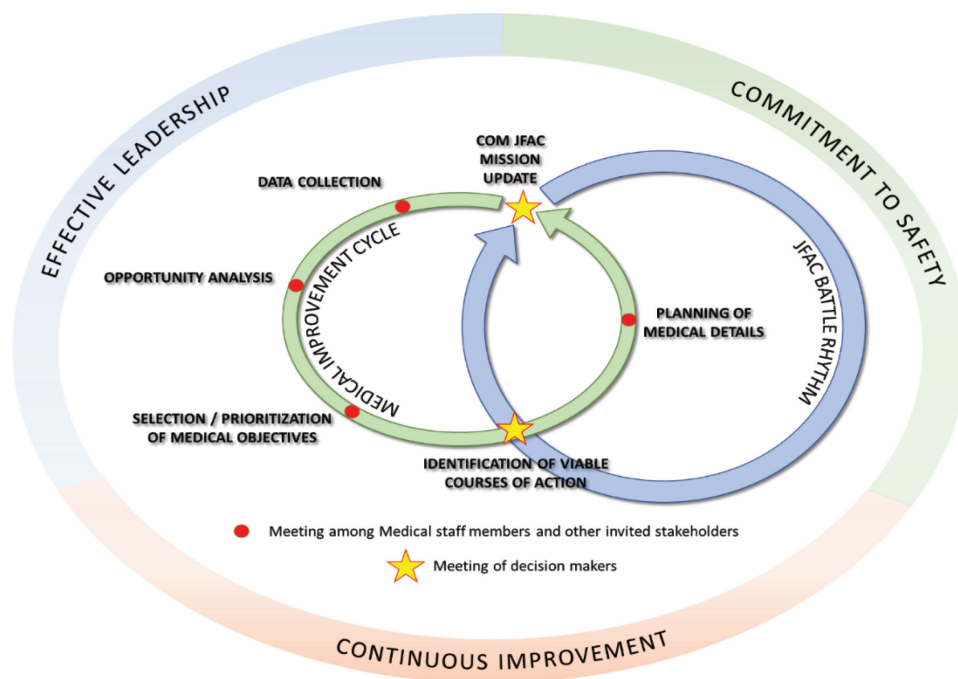 EFFECTIVE LEADERSHIP
COMMITMENT TO SAFETY
COM JFAC
MISSION
UPDATE
DATA COLLECTION
MEDICAL IMPROVEMENT CYCLE
OPPORTUNITY ANALYSIS
JFAC BATTLE RHYTHM
PLANNING OF
MEDICAL DETAILS
SELECTION / PRIORITIZATION
OF MEDICAL OBJECTIVES
IDENTIFICATION OF VIABLE
COURSES OF ACTION
Meeting among Medical staff members and other invited stakeholders
Meeting of decision makers
CONTINUOUS IMPROVEMENT